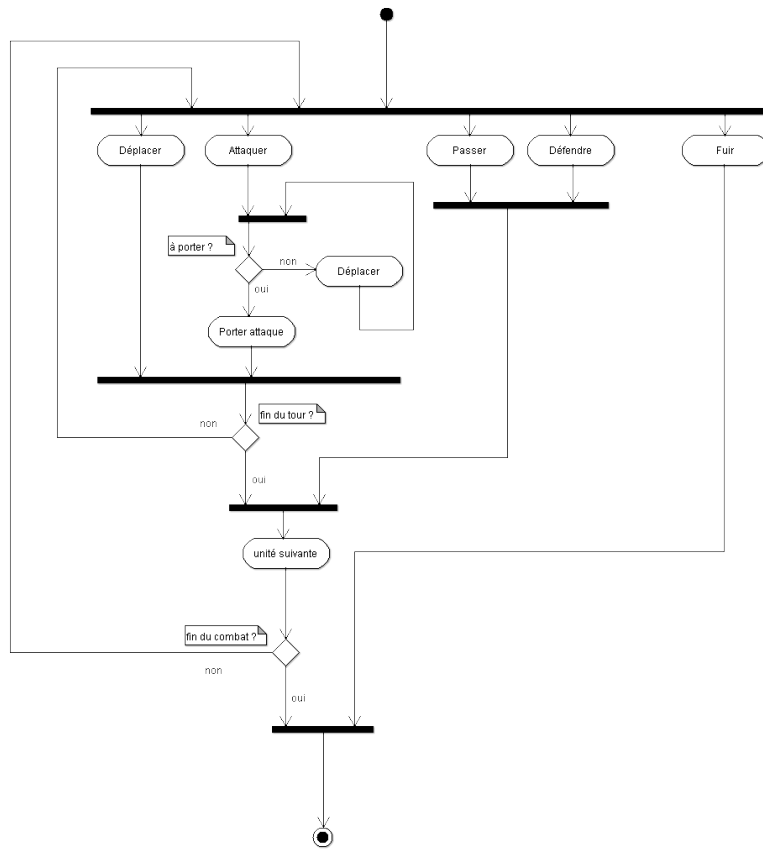 Déplacer
Attaquer
Passer
Défendre
Fuir
à porter ?
non
Déplacer
oui
Porter attaque
fin du tour ?
non
oui
unité suivante
fin du combat ?
non
oui